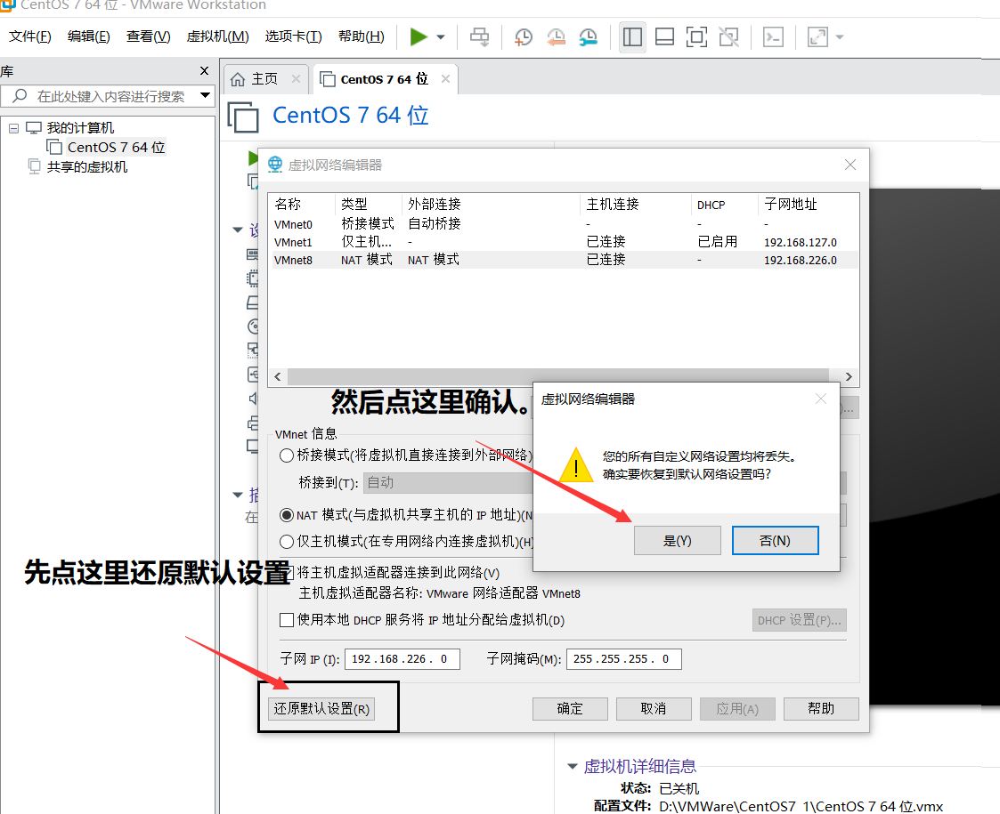 CentOS 7 64 位 - VMware Workstation
文件(F) 编辑(E) 查看(V) 虚拟机(M) 选项卡(T) 帮助(H)
库
主页
CentOS 7 64 位
在此处键入内容进行搜索
CentOS 7 64 位
我的计算机
CentOS 7 64 位
共享的虚拟机
虚拟网络编辑器
名称 类型 外部连接 主机连接 DHCP 子网地址
VMnet0 桥接模式 自动桥接 - - -
VMnet1 仅主机... - 已连接 已启用 192.168.127.0
VMnet8 NAT 模式 NAT 模式 已连接 - 192.168.226.0
然后点这里确认。
虚拟网络编辑器
您的所有自定义网络设置均将丢失。
确实要恢复到默认网络设置吗?
是(Y) 否(N)
VMnet 信息
桥接模式(将虚拟机直接连接到外部网络)
桥接到(T): 自动
NAT 模式(与虚拟机共享主机的 IP 地址)(N
仅主机模式(在专用网络内连接虚拟机)(H)
先点这里还原默认设置
将主机虚拟适配器连接到此网络(V)
主机虚拟适配器名称: VMware 网络适配器 VMnet8
使用本地 DHCP 服务将 IP 地址分配给虚拟机(D)
DHCP 设置(P)...
子网 IP (I): 192 . 168 . 226 . 0 子网掩码(M): 255 . 255 . 255 . 0
还原默认设置(R) 确定 取消 应用(A) 帮助
虚拟机详细信息
状态: 已关机
配置文件: D:\VMWare\CentOS7_1\CentOS 7 64 位.vmx